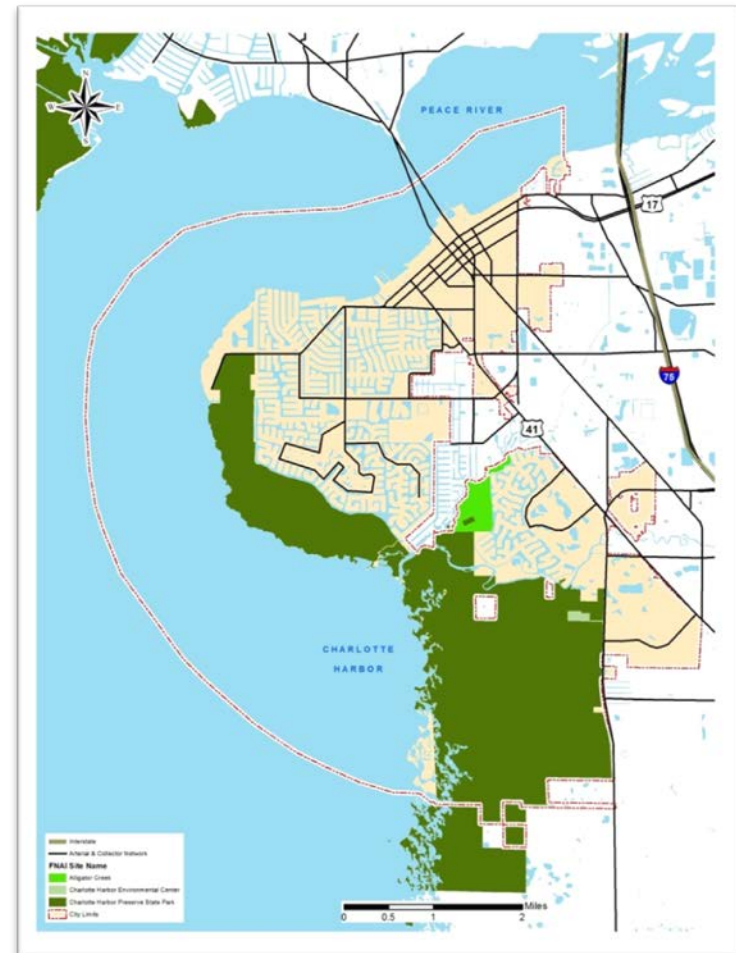 N
W E
S
PEACE RIVER
17
75
41
CHARLOTTE
HARBOR
Interstate
Arterial & Collector Network
FNAI Site Name
Alligator Creek
Charlotte Harbor Environmental Center
Charlotte Harbor Preserve State Park
City Limits
Miles
0 0.5 1 2